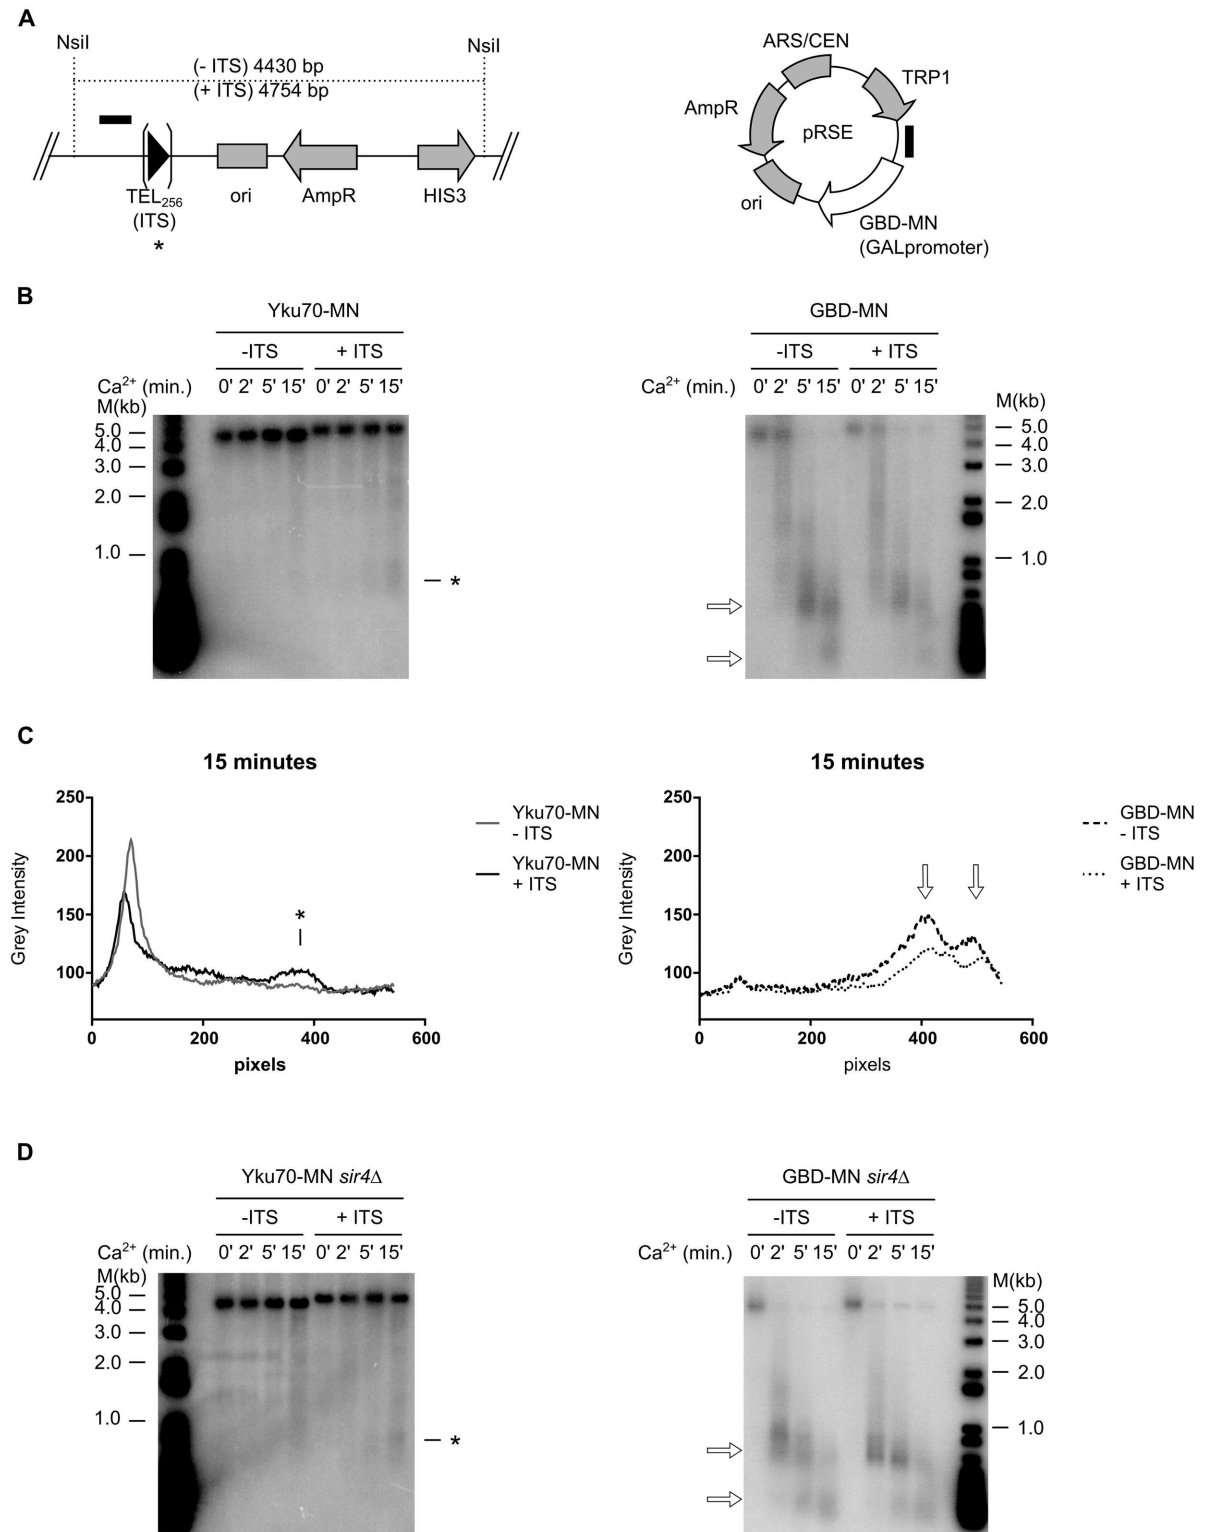 A
NsiI
NsiI
(- ITS) 4430 bp
(+ ITS) 4754 bp
TEL256
(ITS)
*
ori
AmpR
HIS3
ARS/CEN
TRP1
AmpR
pRSE
ori
GBD-MN
(GALpromoter)
B
Yku70-MN
-ITS + ITS
Ca2+ (min.) 0' 2' 5' 15' 0' 2' 5' 15'
M(kb)
5.0
4.0
3.0
2.0
1.0
*
GBD-MN
-ITS + ITS
Ca2+ (min.) 0' 2' 5' 15' 0' 2' 5' 15'
M(kb)
5.0
4.0
3.0
2.0
1.0
C
15 minutes
250
200
150
100
0 200 400 600
Grey Intensity
pixels
*
Yku70-MN
- ITS
Yku70-MN
+ ITS
15 minutes
250
200
150
100
0 200 400 600
Grey Intensity
pixels
GBD-MN
- ITS
GBD-MN
+ ITS
D
Yku70-MN sir4Δ
-ITS + ITS
Ca2+ (min.) 0' 2' 5' 15' 0' 2' 5' 15'
M(kb)
5.0
4.0
3.0
2.0
1.0
*
GBD-MN sir4Δ
-ITS + ITS
Ca2+ (min.) 0' 2' 5' 15' 0' 2' 5' 15'
M(kb)
5.0
4.0
3.0
2.0
1.0